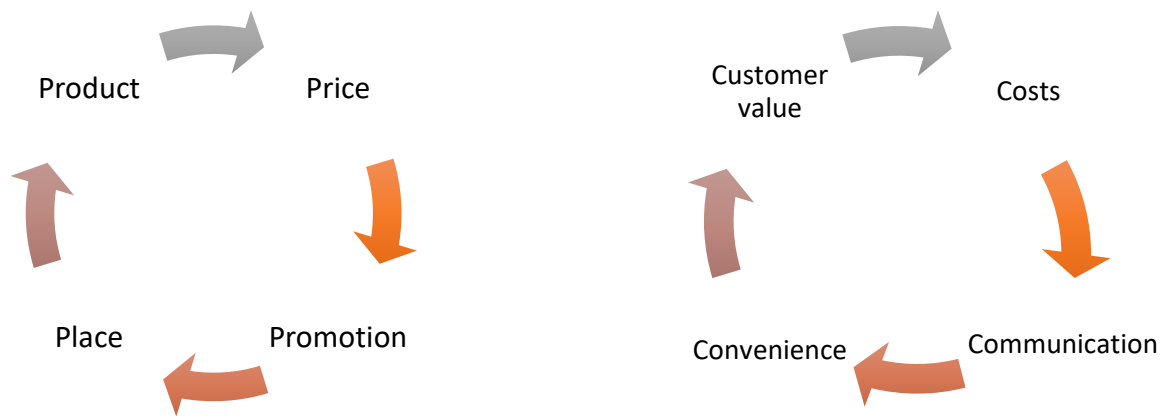 Product
Price
Promotion
Place
Customer
value
Costs
Communication
Convenience